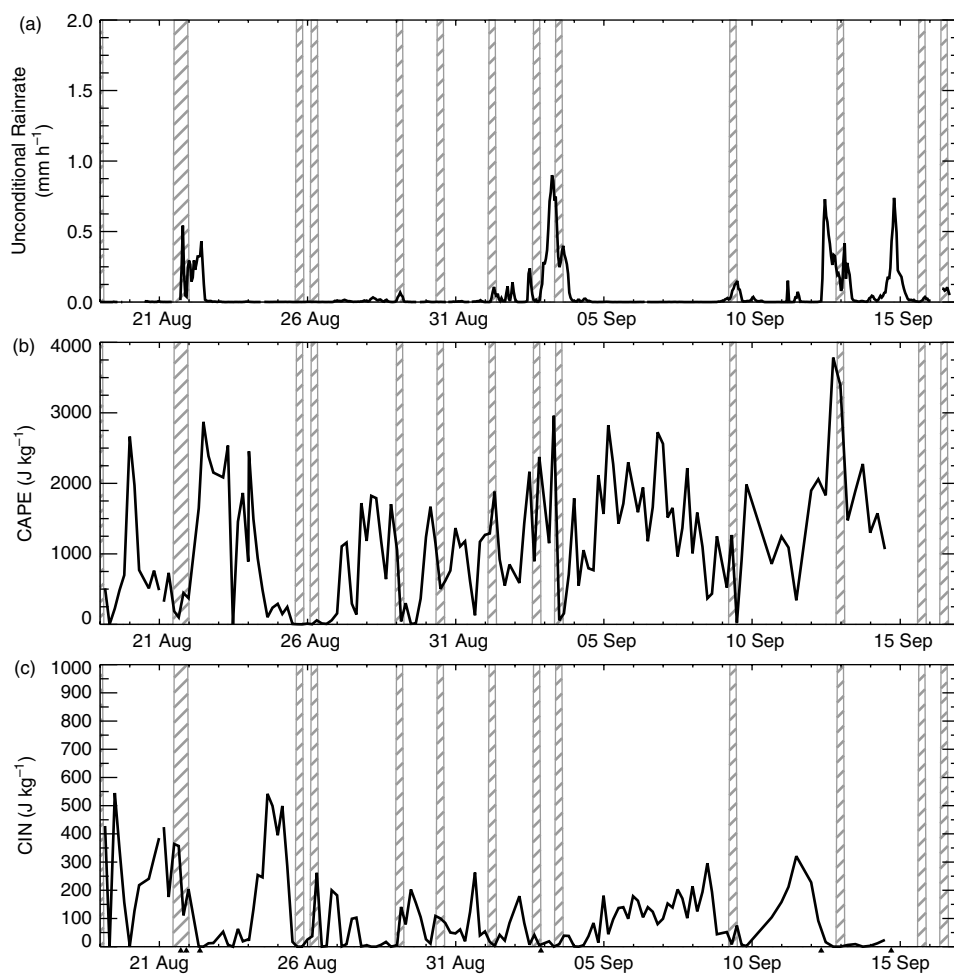 (a)
Unconditional Rainrate
(mm h⁻¹)
2.0
1.5
1.0
0.5
0.0
21 Aug 26 Aug 31 Aug 05 Sep 10 Sep 15 Sep
(b)
CAPE (J kg⁻¹)
4000
3000
2000
1000
0
21 Aug 26 Aug 31 Aug 05 Sep 10 Sep 15 Sep
(c)
CIN (J kg⁻¹)
1000
900
800
700
600
500
400
300
200
100
0
21 Aug 26 Aug 31 Aug 05 Sep 10 Sep 15 Sep